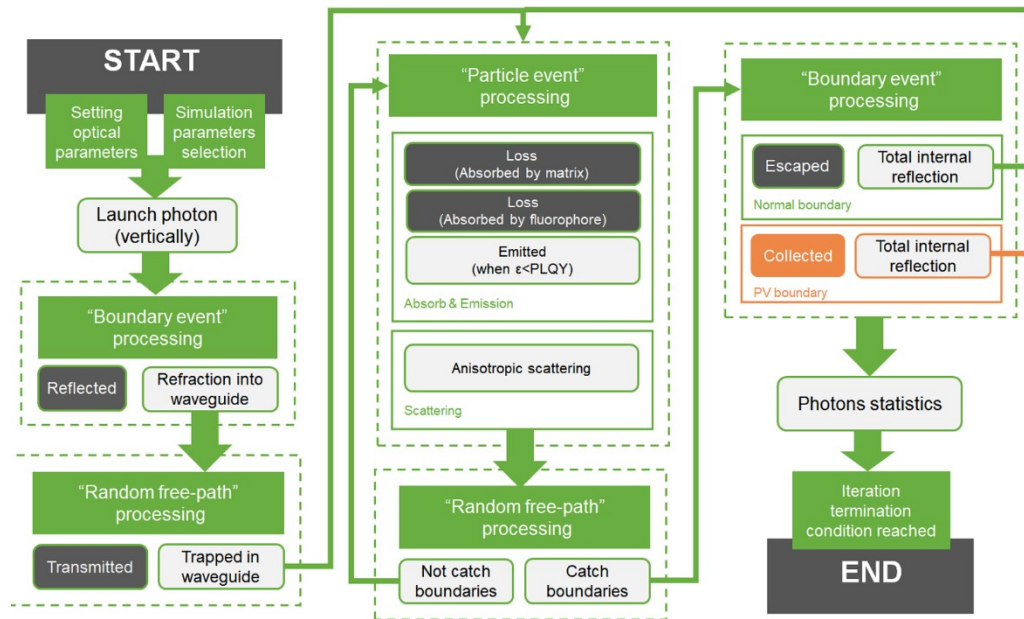 START
Setting
optical
parameters
Simulation
parameters
selection
Launch photon
(vertically)
“Boundary event”
processing
Reflected
Refraction into
waveguide
“Random free-path”
processing
Transmitted
Trapped in
waveguide
“Particle event”
processing
Loss
(Absorbed by matrix)
Loss
(Absorbed by fluorophore)
Emitted
(when ε<PLQY)
Absorb & Emission
Anisotropic scattering
Scattering
“Random free-path”
processing
Not catch
boundaries
Catch
boundaries
“Boundary event”
processing
Escaped
Total internal
reflection
Normal boundary
Collected
Total internal
reflection
PV boundary
Photons statistics
Iteration
termination
condition reached
END